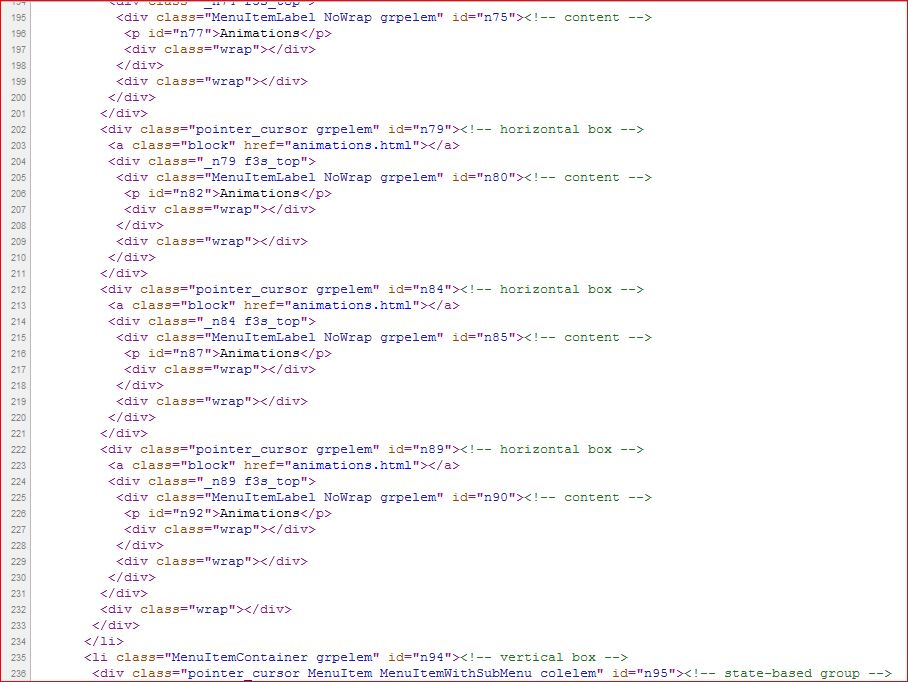 194 <div class="_n74 f3s_top">
195 <div class="MenuItemLabel NoWrap grpelem" id="n75"><!-- content -->
196 <p id="n77">Animations</p>
197 <div class="wrap"></div>
198 </div>
199 <div class="wrap"></div>
200 </div>
201 </div>
202 <div class="pointer_cursor grpelem" id="n79"><!-- horizontal box -->
203 <a class="block" href="animations.html"></a>
204 <div class="_n79 f3s_top">
205 <div class="MenuItemLabel NoWrap grpelem" id="n80"><!-- content -->
206 <p id="n82">Animations</p>
207 <div class="wrap"></div>
208 </div>
209 <div class="wrap"></div>
210 </div>
211 </div>
212 <div class="pointer_cursor grpelem" id="n84"><!-- horizontal box -->
213 <a class="block" href="animations.html"></a>
214 <div class="_n84 f3s_top">
215 <div class="MenuItemLabel NoWrap grpelem" id="n85"><!-- content -->
216 <p id="n87">Animations</p>
217 <div class="wrap"></div>
218 </div>
219 <div class="wrap"></div>
220 </div>
221 </div>
222 <div class="pointer_cursor grpelem" id="n89"><!-- horizontal box -->
223 <a class="block" href="animations.html"></a>
224 <div class="_n89 f3s_top">
225 <div class="MenuItemLabel NoWrap grpelem" id="n90"><!-- content -->
226 <p id="n92">Animations</p>
227 <div class="wrap"></div>
228 </div>
229 <div class="wrap"></div>
230 </div>
231 </div>
232 <div class="wrap"></div>
233 </div>
234 </li>
235 <li class="MenuItemContainer grpelem" id="n94"><!-- vertical box -->
236 <div class="pointer_cursor MenuItem MenuItemWithSubMenu colelem" id="n95"><!-- state-based group -->